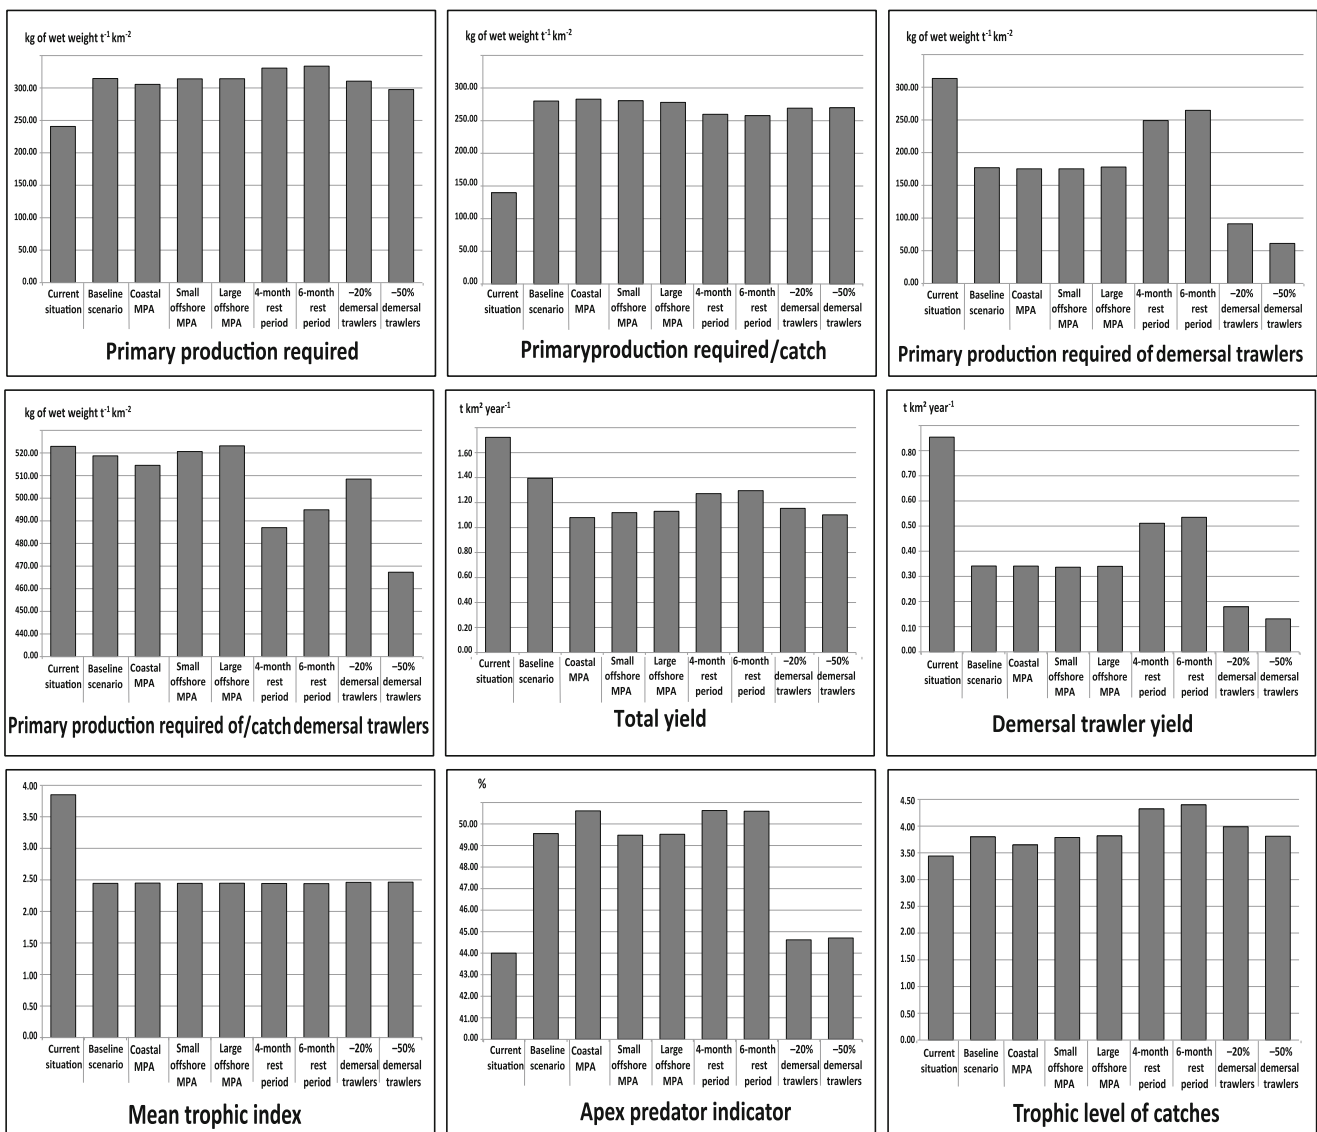 kg of wet weight t-1 km-2
300.00
250.00
200.00
150.00
100.00
50.00
0.00
Current situation
Baseline scenario
Coastal MPA
Small offshore MPA
Large offshore MPA
4-month rest period
6-month rest period
–20% demersal trawlers
–50% demersal trawlers
Primary production required
kg of wet weight t-1 km-2
300.00
250.00
200.00
150.00
100.00
50.00
0.00
Current situation
Baseline scenario
Coastal MPA
Small offshore MPA
Large offshore MPA
4-month rest period
6-month rest period
–20% demersal trawlers
–50% demersal trawlers
Primaryproduction required/catch
kg of wet weight t-1 km-2
300.00
250.00
200.00
150.00
100.00
50.00
0.00
Current situation
Baseline scenario
Coastal MPA
Small offshore MPA
Large offshore MPA
4-month rest period
6-month rest period
–20% demersal trawlers
–50% demersal trawlers
Primary production required of demersal trawlers
kg of wet weight t-1 km-2
520.00
510.00
500.00
490.00
480.00
470.00
460.00
450.00
440.00
0.00
Current situation
Baseline scenario
Coastal MPA
Small offshore MPA
Large offshore MPA
4-month rest period
6-month rest period
–20% demersal trawlers
–50% demersal trawlers
Primary production required of/catch demersal trawlers
t km2 year-1
1.60
1.40
1.20
1.00
0.80
0.60
0.40
0.20
0.00
Current situation
Baseline scenario
Coastal MPA
Small offshore MPA
Large offshore MPA
4-month rest period
6-month rest period
–20% demersal trawlers
–50% demersal trawlers
Total yield
t km2 year-1
0.80
0.70
0.60
0.50
0.40
0.30
0.20
0.10
0.00
Current situation
Baseline scenario
Coastal MPA
Small offshore MPA
Large offshore MPA
4-month rest period
6-month rest period
–20% demersal trawlers
–50% demersal trawlers
Demersal trawler yield
4.00
3.50
3.00
2.50
2.00
1.50
1.00
0.50
0.00
Current situation
Baseline scenario
Coastal MPA
Small offshore MPA
Large offshore MPA
4-month rest period
6-month rest period
–20% demersal trawlers
–50% demersal trawlers
Mean trophic index
%
50.00
49.00
48.00
47.00
46.00
45.00
44.00
43.00
42.00
41.00
0.00
Current situation
Baseline scenario
Coastal MPA
Small offshore MPA
Large offshore MPA
4-month rest period
6-month rest period
–20% demersal trawlers
–50% demersal trawlers
Apex predator indicator
4.50
4.00
3.50
3.00
2.50
2.00
1.50
1.00
0.50
0.00
Current situation
Baseline scenario
Coastal MPA
Small offshore MPA
Large offshore MPA
4-month rest period
6-month rest period
–20% demersal trawlers
–50% demersal trawlers
Trophic level of catches